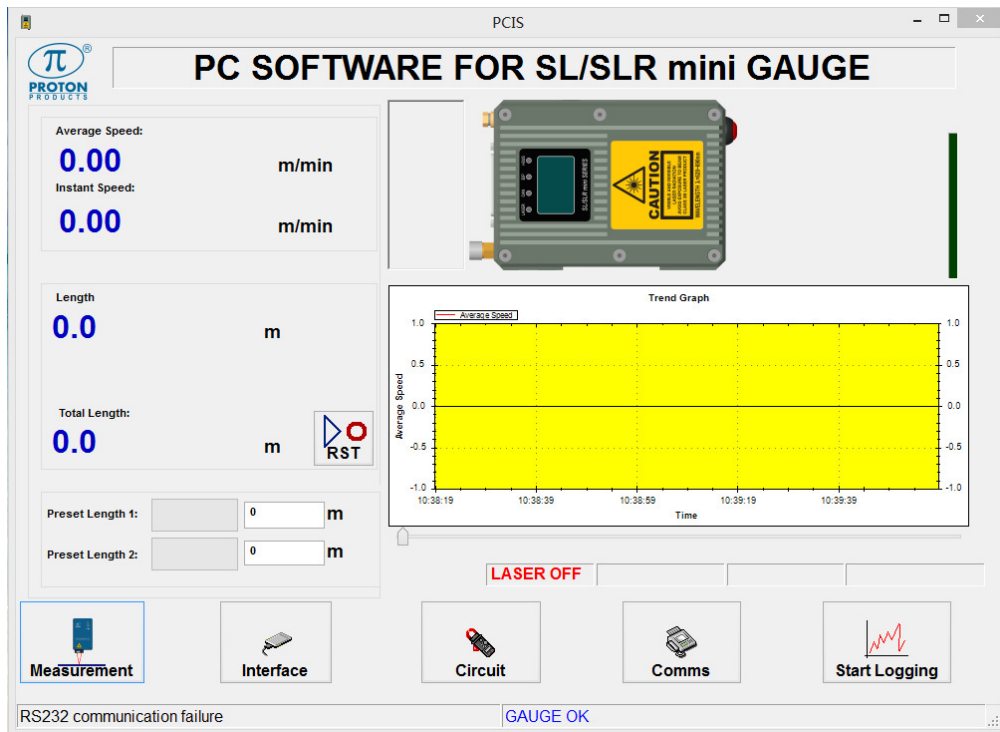 PCIS
π
®
PROTON
PRODUCTS
PC SOFTWARE FOR SL/SLR mini GAUGE
Average Speed:
0.00 m/min
Instant Speed:
0.00 m/min
Length
0.0 m
Total Length:
0.0 m
RST
Preset Length 1: 0 m
Preset Length 2: 0 m
SL/SLR mini SERIES
CAUTION
Trend Graph
Average Speed
1.0 1.0
0.5 0.5
0.0 0.0
-0.5 -0.5
-1.0 -1.0
Average Speed
10:38:19 10:38:39 10:38:59 10:39:19 10:39:39
Time
LASER OFF
Measurement
Interface
Circuit
Comms
Start Logging
RS232 communication failure
GAUGE OK